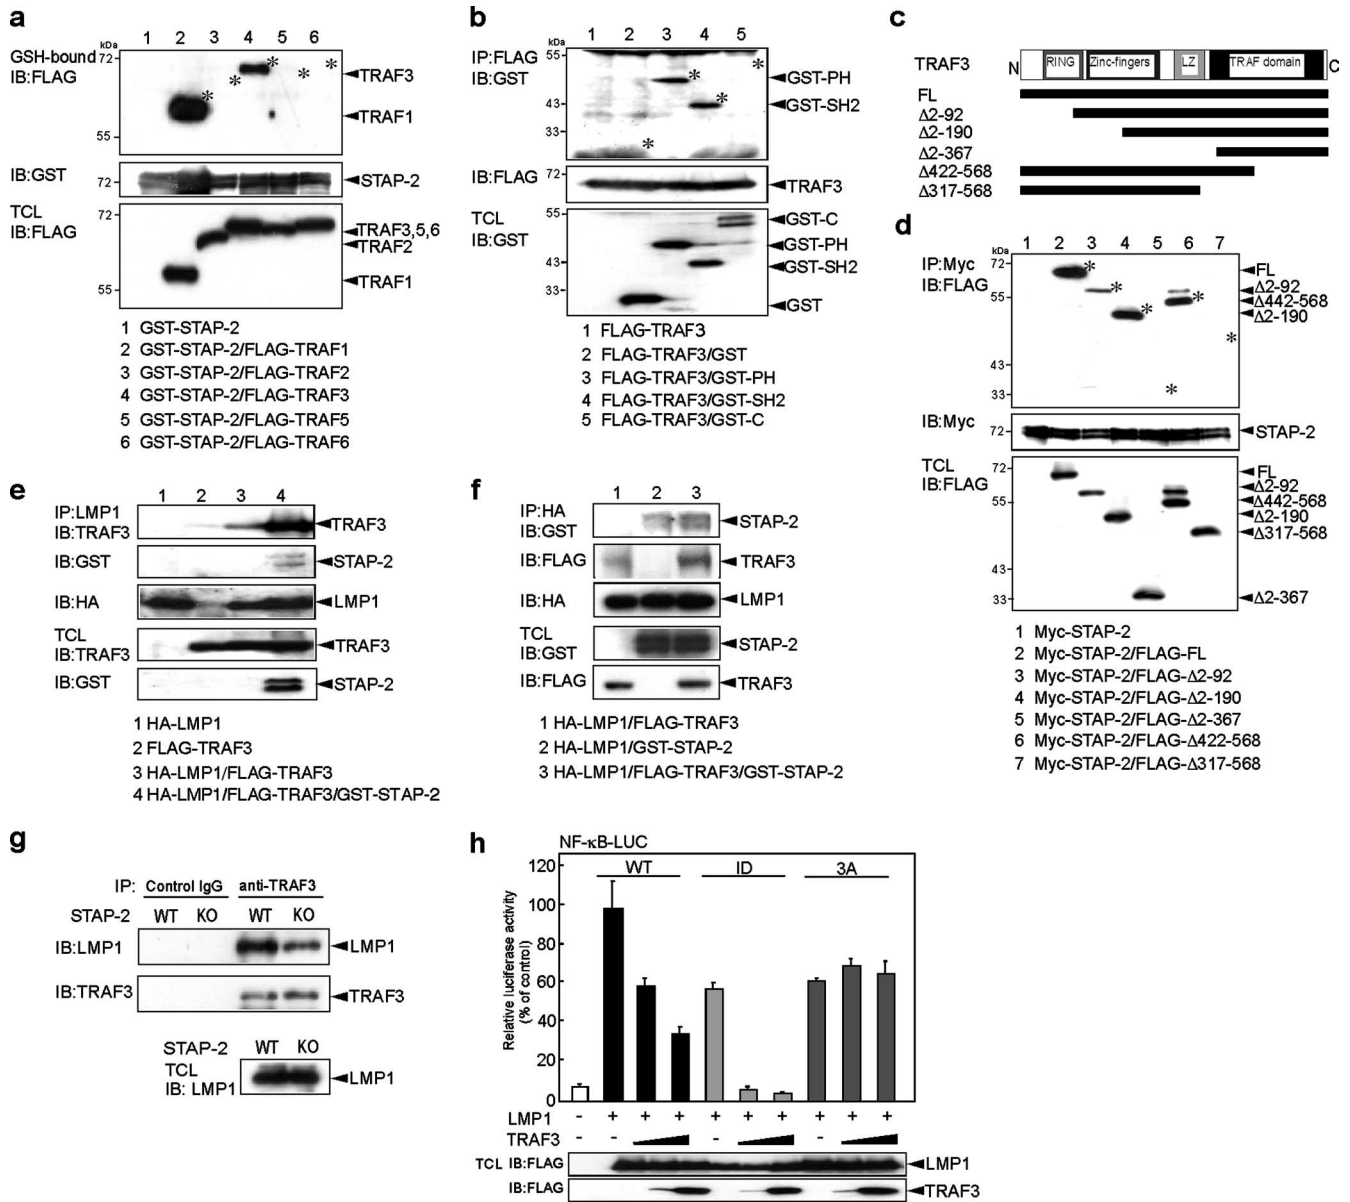 a
1 2 3 4 5 6
GSH-bound
IB:FLAG
kDa
72
55
TRAF3
TRAF1
IB:GST
72
STAP-2
TCL
IB:FLAG
72
55
TRAF3,5,6
TRAF2
TRAF1
1 GST-STAP-2
2 GST-STAP-2/FLAG-TRAF1
3 GST-STAP-2/FLAG-TRAF2
4 GST-STAP-2/FLAG-TRAF3
5 GST-STAP-2/FLAG-TRAF5
6 GST-STAP-2/FLAG-TRAF6
b
1 2 3 4 5
IP:FLAG
IB:GST
kDa
55
43
33
GST-PH
GST-SH2
IB:FLAG
72
TRAF3
TCL
IB:GST
55
43
33
GST-C
GST-PH
GST-SH2
GST
1 FLAG-TRAF3
2 FLAG-TRAF3/GST
3 FLAG-TRAF3/GST-PH
4 FLAG-TRAF3/GST-SH2
5 FLAG-TRAF3/GST-C
c
TRAF3
N RING Zinc-fingers LZ TRAF domain C
FL
Δ2-92
Δ2-190
Δ2-367
Δ422-568
Δ317-568
d
1 2 3 4 5 6 7
IP:Myc
IB:FLAG
kDa
72
55
43
33
FL
Δ2-92
Δ442-568
Δ2-190
IB:Myc
72
STAP-2
TCL
IB:FLAG
72
55
43
33
FL
Δ2-92
Δ442-568
Δ2-190
Δ317-568
Δ2-367
1 Myc-STAP-2
2 Myc-STAP-2/FLAG-FL
3 Myc-STAP-2/FLAG-Δ2-92
4 Myc-STAP-2/FLAG-Δ2-190
5 Myc-STAP-2/FLAG-Δ2-367
6 Myc-STAP-2/FLAG-Δ422-568
7 Myc-STAP-2/FLAG-Δ317-568
e
1 2 3 4
IP:LMP1
IB:TRAF3
TRAF3
IB:GST
STAP-2
IB:HA
LMP1
TCL
IB:TRAF3
TRAF3
IB:GST
STAP-2
1 HA-LMP1
2 FLAG-TRAF3
3 HA-LMP1/FLAG-TRAF3
4 HA-LMP1/FLAG-TRAF3/GST-STAP-2
f
1 2 3
IP:HA
IB:GST
STAP-2
IB:FLAG
TRAF3
IB:HA
LMP1
TCL
IB:GST
STAP-2
IB:FLAG
TRAF3
1 HA-LMP1/FLAG-TRAF3
2 HA-LMP1/GST-STAP-2
3 HA-LMP1/FLAG-TRAF3/GST-STAP-2
g
IP: Control IgG anti-TRAF3
STAP-2 WT KO WT KO
IB:LMP1
LMP1
IB:TRAF3
TRAF3
STAP-2 WT KO
TCL
IB: LMP1
LMP1
h
NF-κB-LUC
Relative luciferase activity
(% of control)
120
100
80
60
40
20
0
WT ID 3A
LMP1 - + + + + + + + + +
TRAF3 - - - -
TCL IB:FLAG
LMP1
IB:FLAG
TRAF3